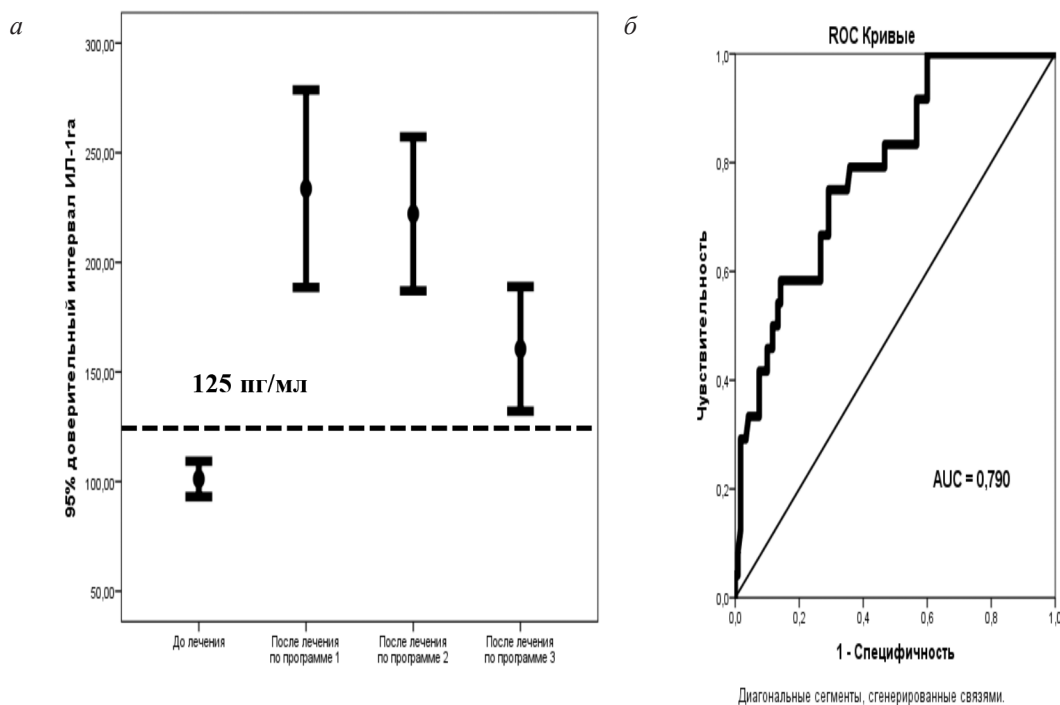 а
95% доверительный интервал ИЛ-1ra
300,00
250,00
200,00
150,00
100,00
50,00
125 пг/мл
До лечения
После лечения
по программе 1
После лечения
по программе 2
После лечения
по программе 3
б
ROC Кривые
Чувствительность
1,0
0,8
0,6
0,4
0,2
0,0
AUC = 0,790
0,0
0,2
0,4
0,6
0,8
1,0
1 - Специфичность
Диагональные сегменты, сгенерированные связями.